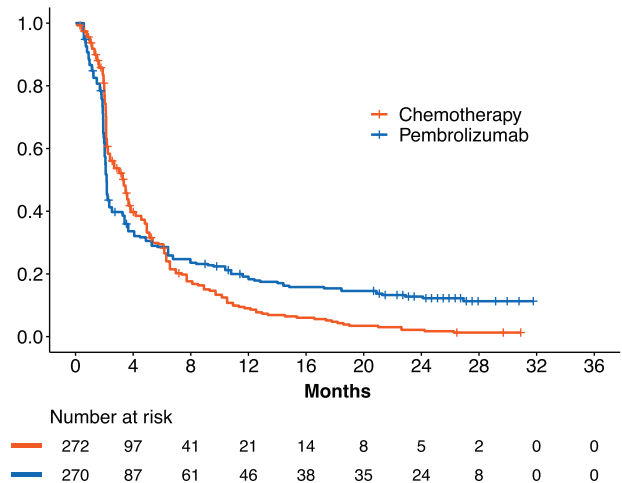 1.0
0.8
0.6
0.4
0.2
0.0
Chemotherapy
Pembrolizumab
0 4 8 12 16 20 24 28 32 36
Months
Number at risk
272 97 41 21 14 8 5 2 0 0
270 87 61 46 38 35 24 8 0 0